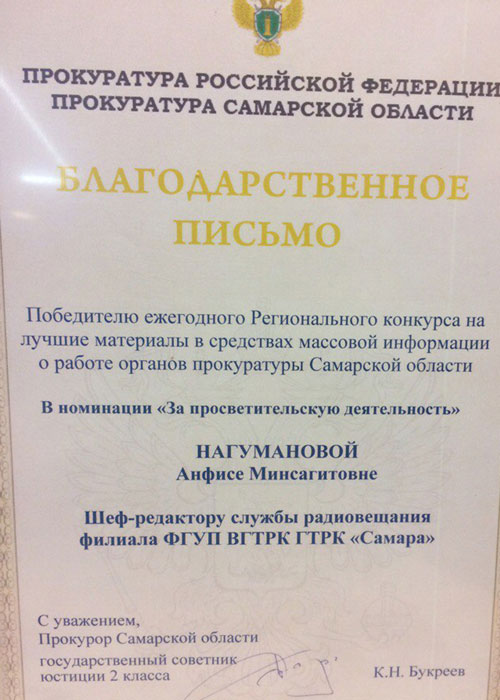 ПРОКУРАТУРА РОССИЙСКОЙ ФЕДЕРАЦИИ
ПРОКУРАТУРА САМАРСКОЙ ОБЛАСТИ
БЛАГОДАРСТВЕННОЕ
ПИСЬМО
Победителю ежегодного Регионального конкурса на
лучшие материалы в средствах массовой информации
о работе органов прокуратуры Самарской области
В номинации «За просветительскую деятельность»
НАГУМАНОВОЙ
Анфисе Минсагитовне
Шеф-редактору службы радиовещания
филиала ФГУП ВГТРК ГТРК «Самара»
С уважением,
Прокурор Самарской области
государственный советник
юстиции 2 класса
К.Н. Букреев